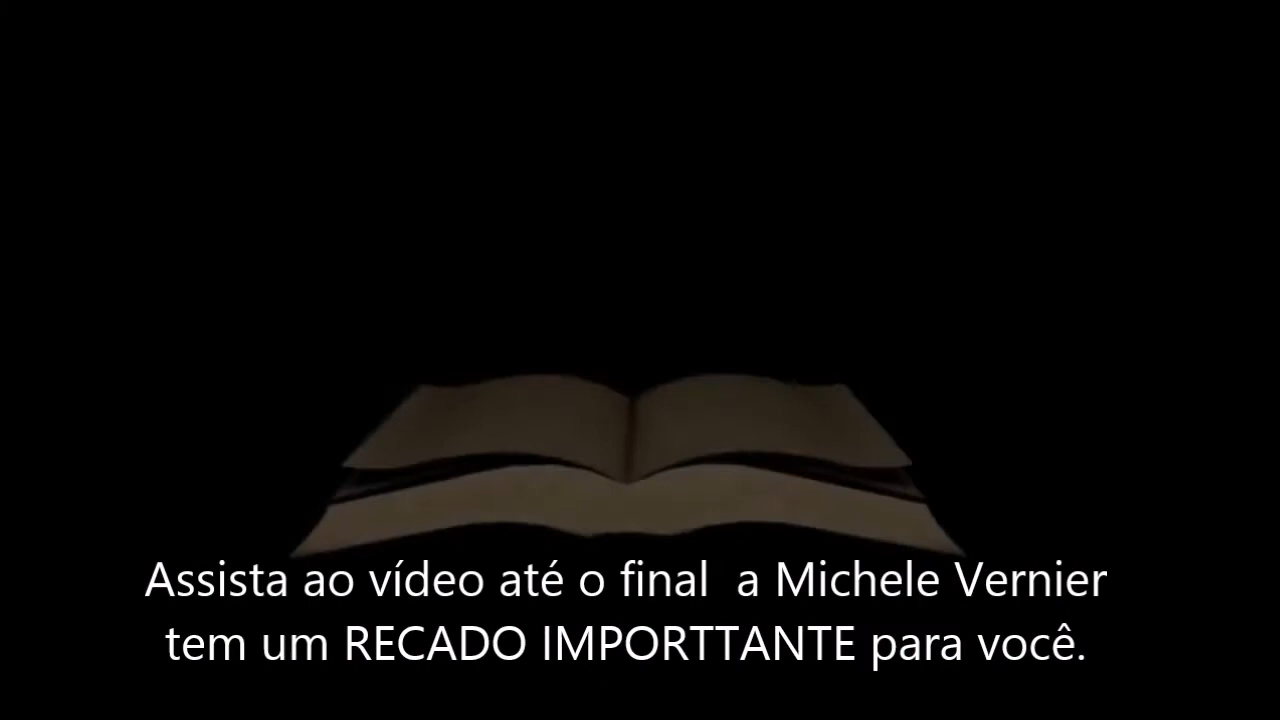 Assista ao vídeo até o final  a Michele Vernier
tem um RECADO IMPORTTANTE para você.